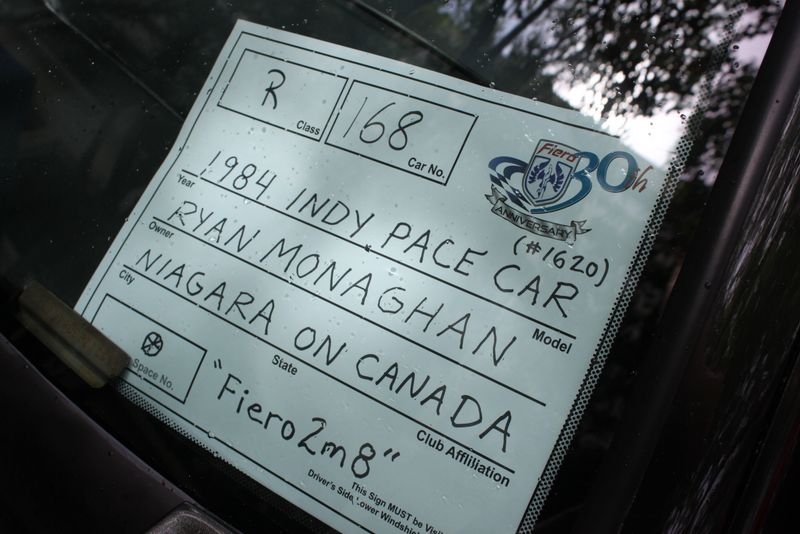 R
Class
168
Car No.
Fiero 30th
ANNIVERSARY
(#1620)
1984 INDY PACE CAR
Year
Model
RYAN MONAGHAN
Owner
NIAGARA ON CANADA
City
State
Club Affliliation
Space No.
"Fiero2m8"
This Sign MUST be Visi
Driver's Side Lower Windshi